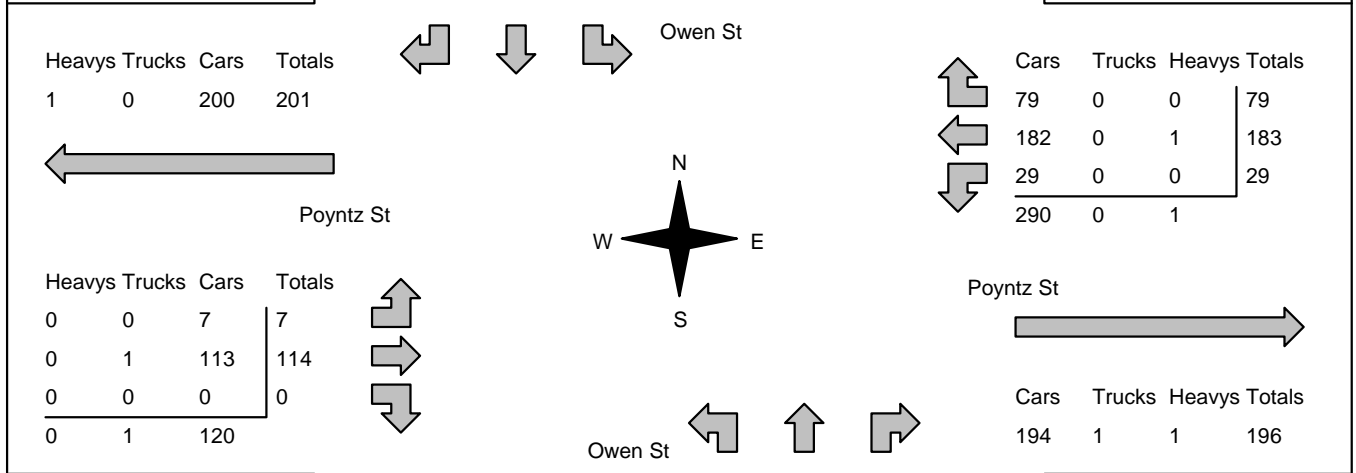 Owen St
Heavys Trucks Cars Totals
1 0 200 201
Cars Trucks Heavys Totals
79 0 0 79
182 0 1 183
29 0 0 29
290 0 1
Poyntz St
N
W E
S
Heavys Trucks Cars Totals
0 0 7 7
0 1 113 114
0 0 0 0
0 1 120
Poyntz St
Cars Trucks Heavys Totals
194 1 1 196
Owen St